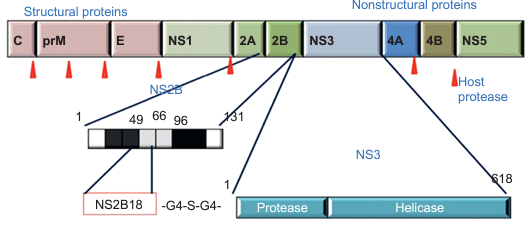 Structural proteins
Nonstructural proteins
C prM E NS1 2A 2B NS3 4A 4B NS5
Host
protease
NS2B
1 49 66 96 131
NS3
1 618
NS2B18 -G4-S-G4-
Protease Helicase